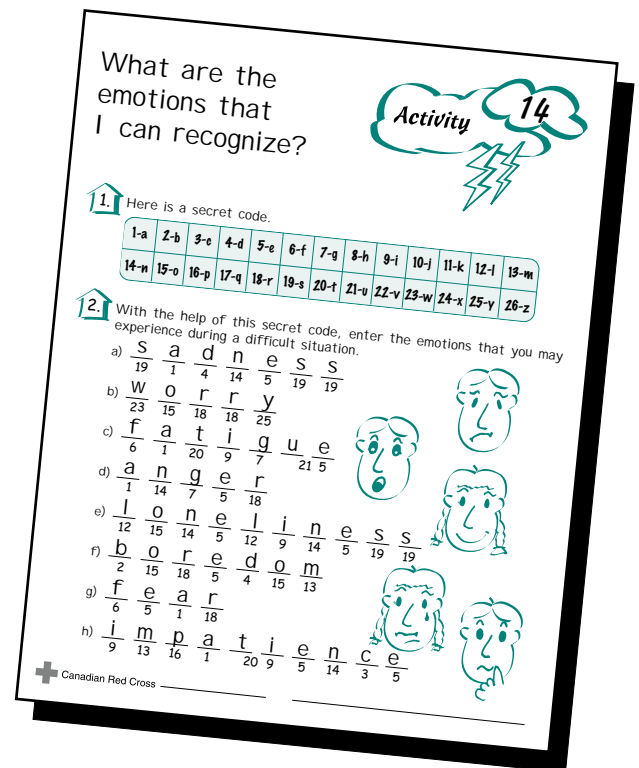 What are the
emotions that
I can recognize?
Activity 14
1. Here is a secret code.
1-a 2-b 3-c 4-d 5-e 6-f 7-g 8-h 9-i 10-j 11-k 12-l 13-m
14-n 15-o 16-p 17-q 18-r 19-s 20-t 21-u 22-v 23-w 24-x 25-y 26-z
2. With the help of this secret code, enter the emotions that you may
experience during a difficult situation.
a) s a d n e s s
19 1 4 14 5 19 19
b) w o r r y
23 15 18 18 25
c) f a t i g u e
6 1 20 9 7 21 5
d) a n g e r
1 14 7 5 18
e) l o n e l i n e s s
12 15 14 5 12 9 14 5 19 19
f) b o r e d o m
2 15 18 5 4 15 13
g) f e a r
6 5 1 18
h) i m p a t i e n c e
9 13 16 1 20 9 5 14 3 5
Canadian Red Cross